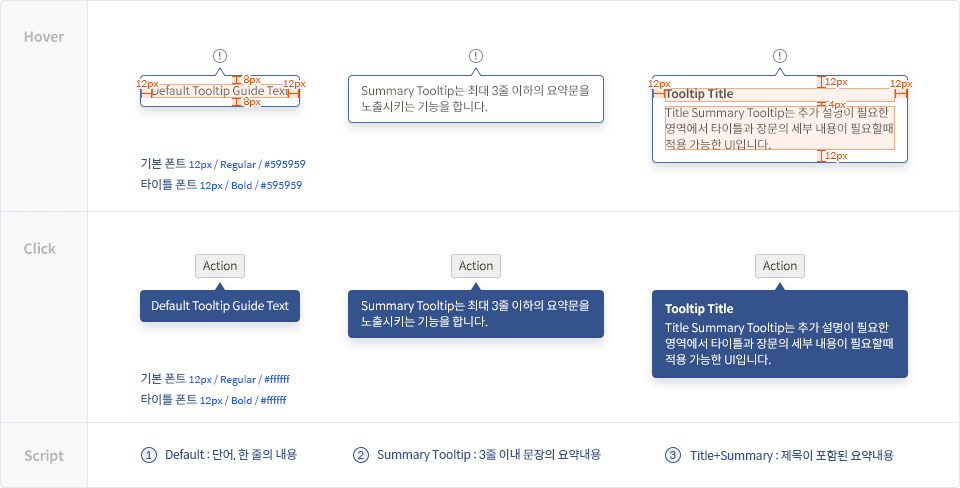 Hover
!
!
!
12px
8px
12px
Default Tooltip Guide Text
8px
Summary Tooltip는 최대 3줄 이하의 요약문을
노출시키는 기능을 합니다.
12px
12px
12px
Tooltip Title
4px
Title Summary Tooltip는 추가 설명이 필요한
영역에서 타이틀과 장문의 세부 내용이 필요할때
적용 가능한 UI입니다.
12px
기본 폰트 12px / Regular / #595959
타이틀 폰트 12px / Bold / #595959
Click
Action
Action
Action
Default Tooltip Guide Text
Summary Tooltip는 최대 3줄 이하의 요약문을
노출시키는 기능을 합니다.
Tooltip Title
Title Summary Tooltip는 추가 설명이 필요한
영역에서 타이틀과 장문의 세부 내용이 필요할때
적용 가능한 UI입니다.
기본 폰트 12px / Regular / #ffffff
타이틀 폰트 12px / Bold / #ffffff
Script
1 Default : 단어, 한 줄의 내용
2 Summary Tooltip : 3줄 이내 문장의 요약내용
3 Title+Summary : 제목이 포함된 요약내용